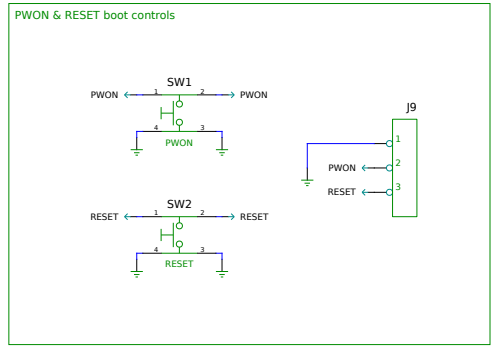 PWON & RESET boot controls
SW1
PWON 1 2 PWON
4 3
PWON
J9
1
PWON 2
RESET 3
SW2
RESET 1 2 RESET
4 3
RESET